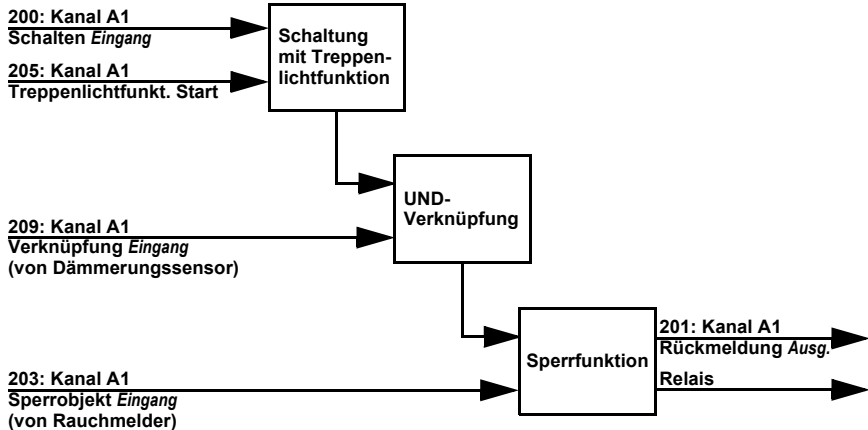 200: Kanal A1
Schalten Eingang
205: Kanal A1
Treppenlichtfunkt. Start
Schaltung
mit Treppen-
lichtfunktion
209: Kanal A1
Verknüpfung Eingang
(von Dämmerungssensor)
UND-
Verknüpfung
203: Kanal A1
Sperrobjekt Eingang
(von Rauchmelder)
Sperrfunktion
201: Kanal A1
Rückmeldung Ausg.
Relais